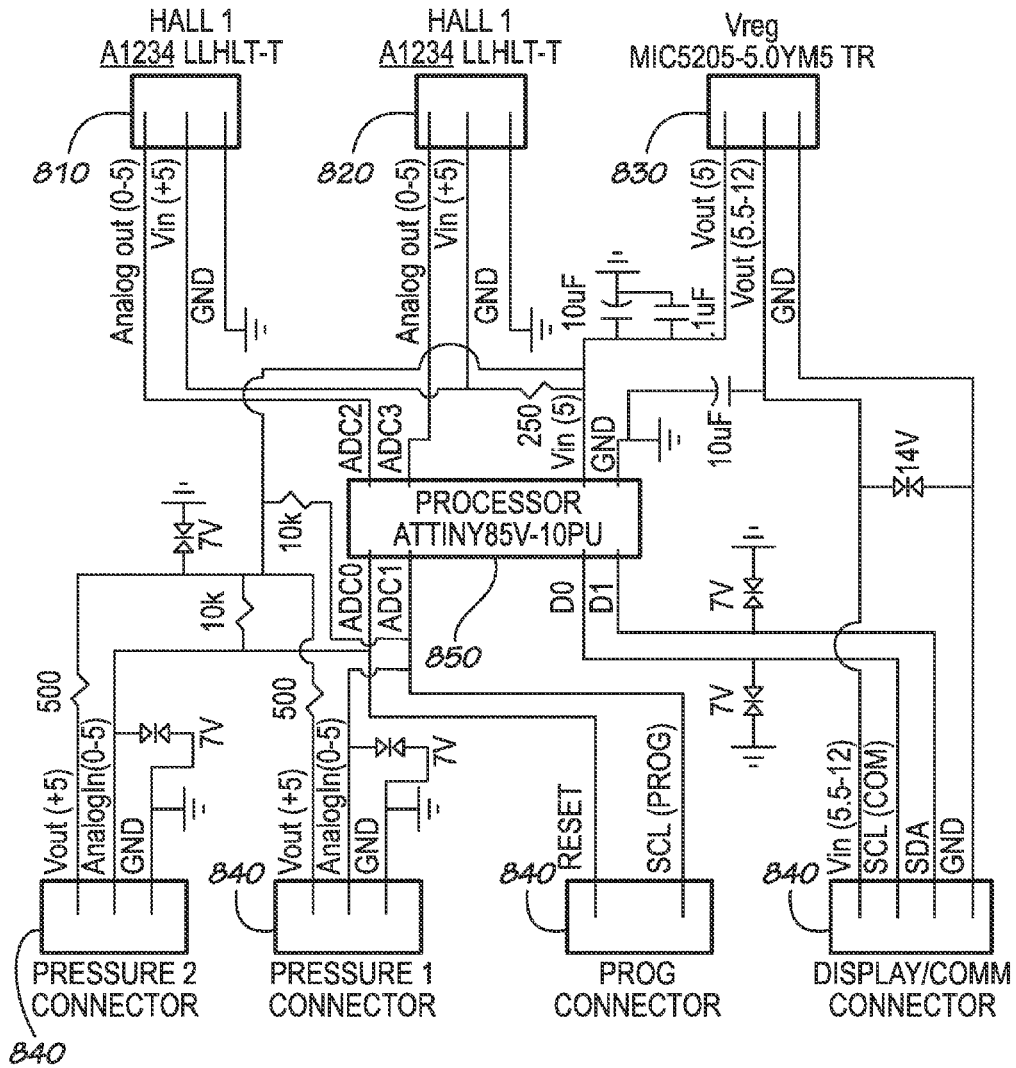 HALL 1
A1234 LLHLT-T
HALL 1
A1234 LLHLT-T
Vreg
MIC5205-5.0YM5 TR
810
820
830
Analog out (0-5)
Vin (+5)
GND
Analog out (0-5)
Vin (+5)
GND
10uF
.1uF
Vout (5)
Vout (5.5-12)
GND
ADC2
ADC3
250
Vin (5)
GND
10uF
14V
7V
10k
PROCESSOR
ATTINY85V-10PU
10k
ADC0
ADC1
850
D0
D1
7V
7V
500
500
7V
7V
Vout (+5)
AnalogIn(0-5)
GND
Vout (+5)
AnalogIn(0-5)
GND
RESET
SCL (PROG)
Vin (5.5-12)
SCL (COM)
SDA
GND
840
840
840
PRESSURE 2
CONNECTOR
PRESSURE 1
CONNECTOR
PROG
CONNECTOR
DISPLAY/COMM
CONNECTOR
840